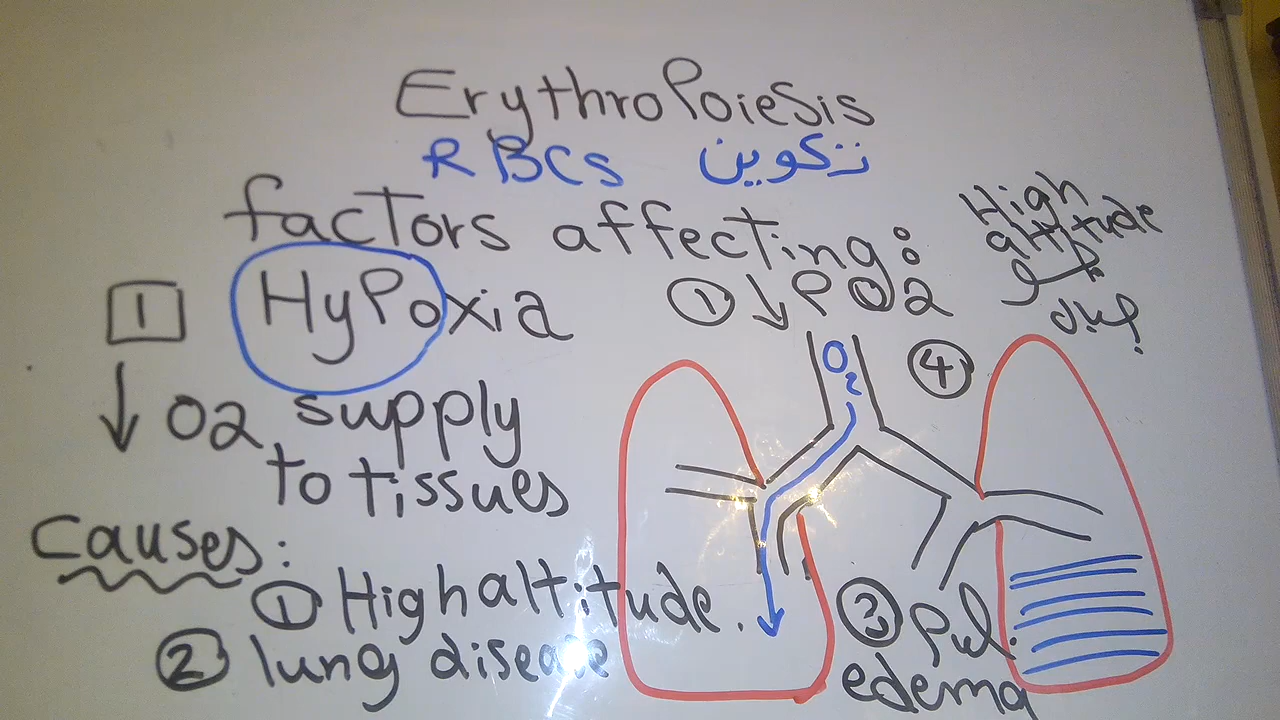 ErythroPoiesis
RBCs تكوين
factors affecting:
1 HyPoxia
↓ O2 supply
to tissues
Causes:
① High altitude.
② lung disease
① ↓ PO2
High
altitude
O2
④
③ Pul.
edema